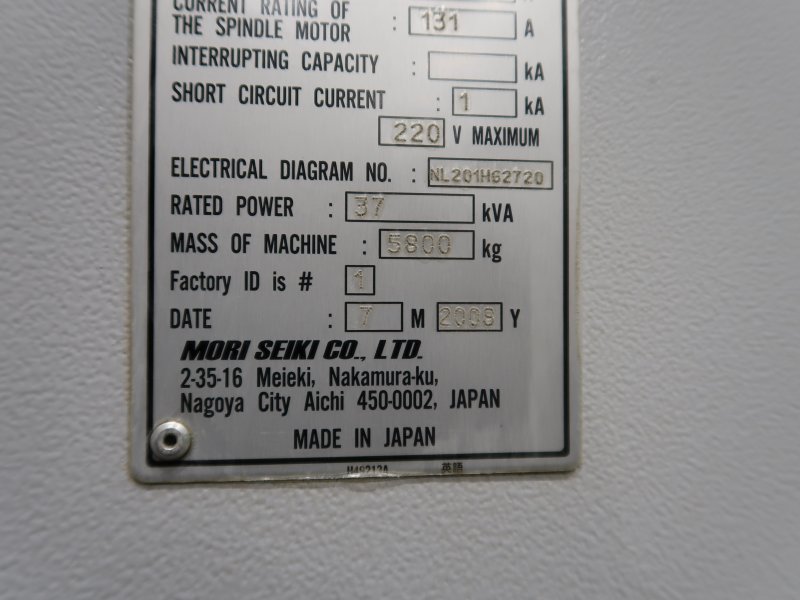 CURRENT RATING OF
THE SPINDLE MOTOR : 131 A
INTERRUPTING CAPACITY : kA
SHORT CIRCUIT CURRENT : 1 kA
220 V MAXIMUM
ELECTRICAL DIAGRAM NO. : NL201H62720
RATED POWER : 37 kVA
MASS OF MACHINE : 5800 kg
Factory ID is # 1
DATE : 7 M 2008 Y
MORI SEIKI CO., LTD.
2-35-16 Meieki, Nakamura-ku,
Nagoya City Aichi 450-0002, JAPAN
MADE IN JAPAN
英語